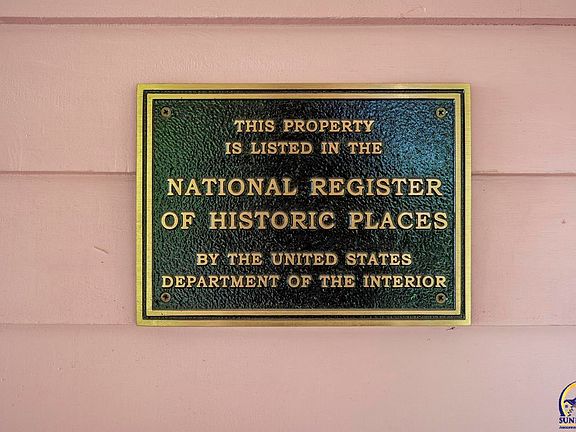 THIS PROPERTY
IS LISTED IN THE
NATIONAL REGISTER
OF HISTORIC PLACES
BY THE UNITED STATES
DEPARTMENT OF THE INTERIOR